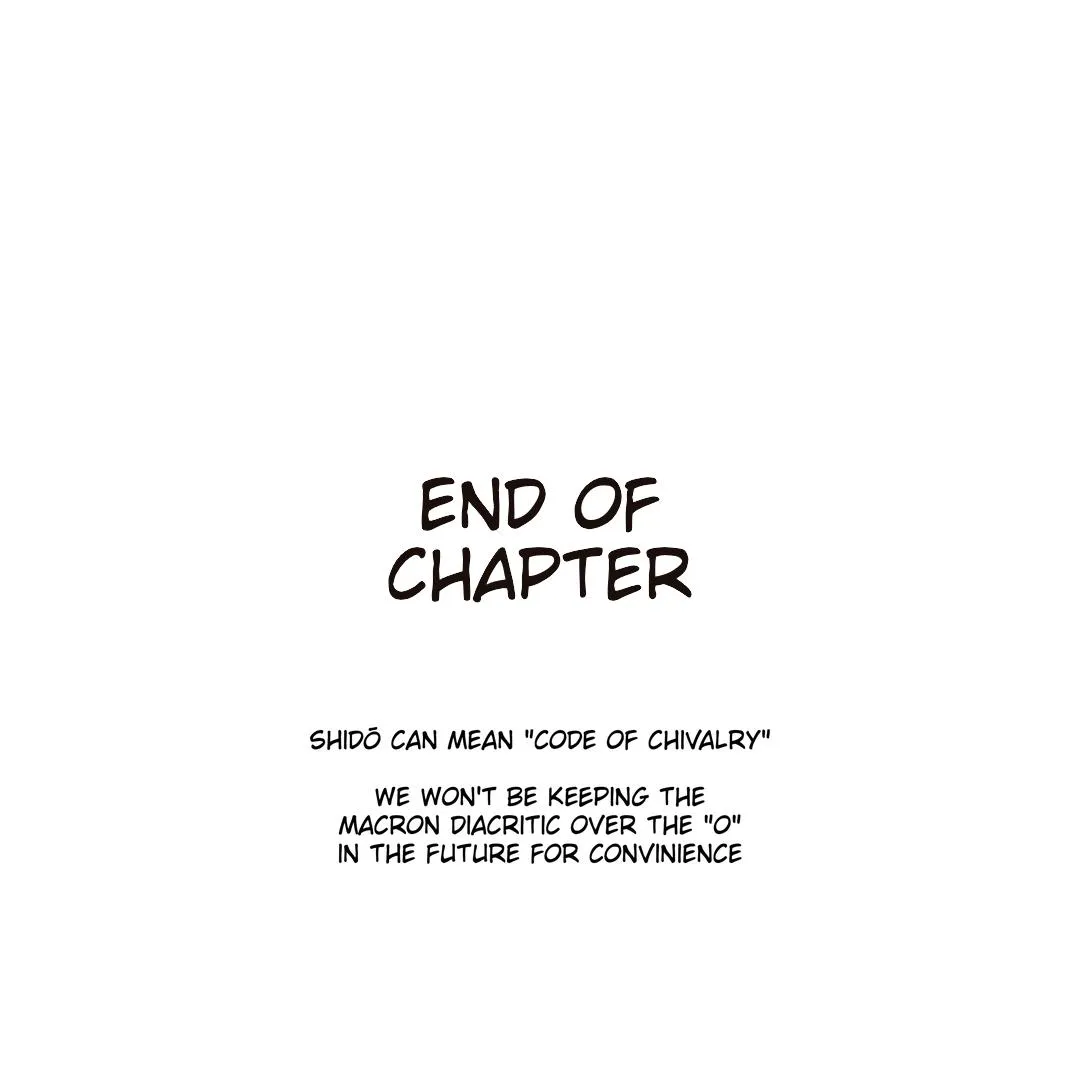 END OF
CHAPTER
SHIDŌ CAN MEAN "CODE OF CHIVALRY"
WE WON'T BE KEEPING THE
MACRON DIACRITIC OVER THE "O"
IN THE FUTURE FOR CONVINIENCE